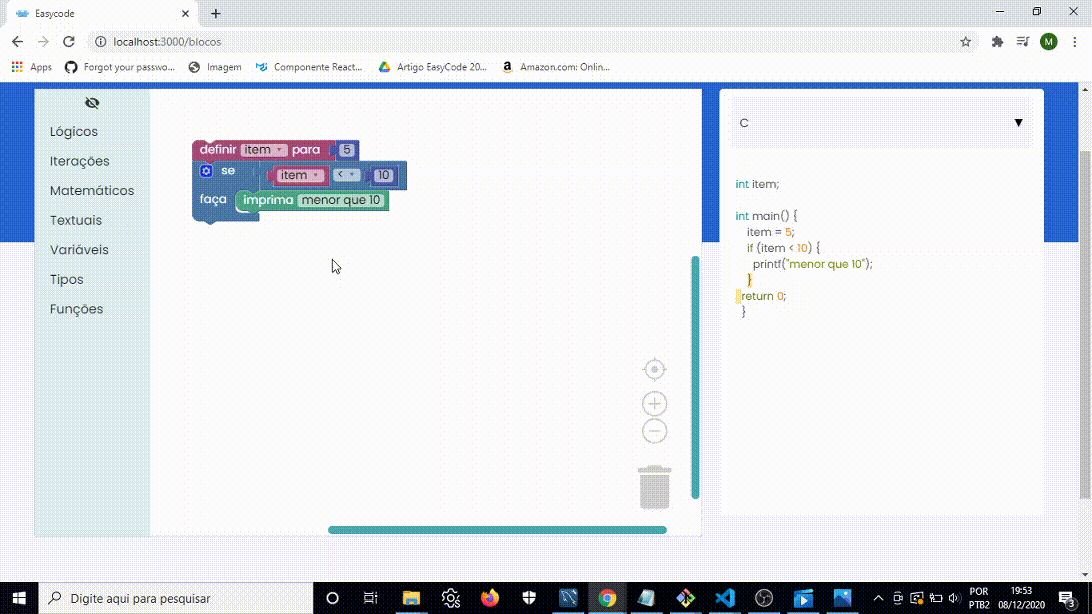 Easycode
localhost:3000/blocos
M
Apps
Forgot your passwo...
Imagem
Componente React...
Artigo EasyCode 20...
Amazon.com: Onlin...
Lógicos
Iterações
Matemáticos
Textuais
Variáveis
Tipos
Funções
definir item para 5
se item < 10
faça imprima menor que 10
C
int item;
int main() {
item = 5;
if (item < 10) {
printf("menor que 10");
}
return 0;
}
Digite aqui para pesquisar
POR
PTB2
19:53
08/12/2020
3